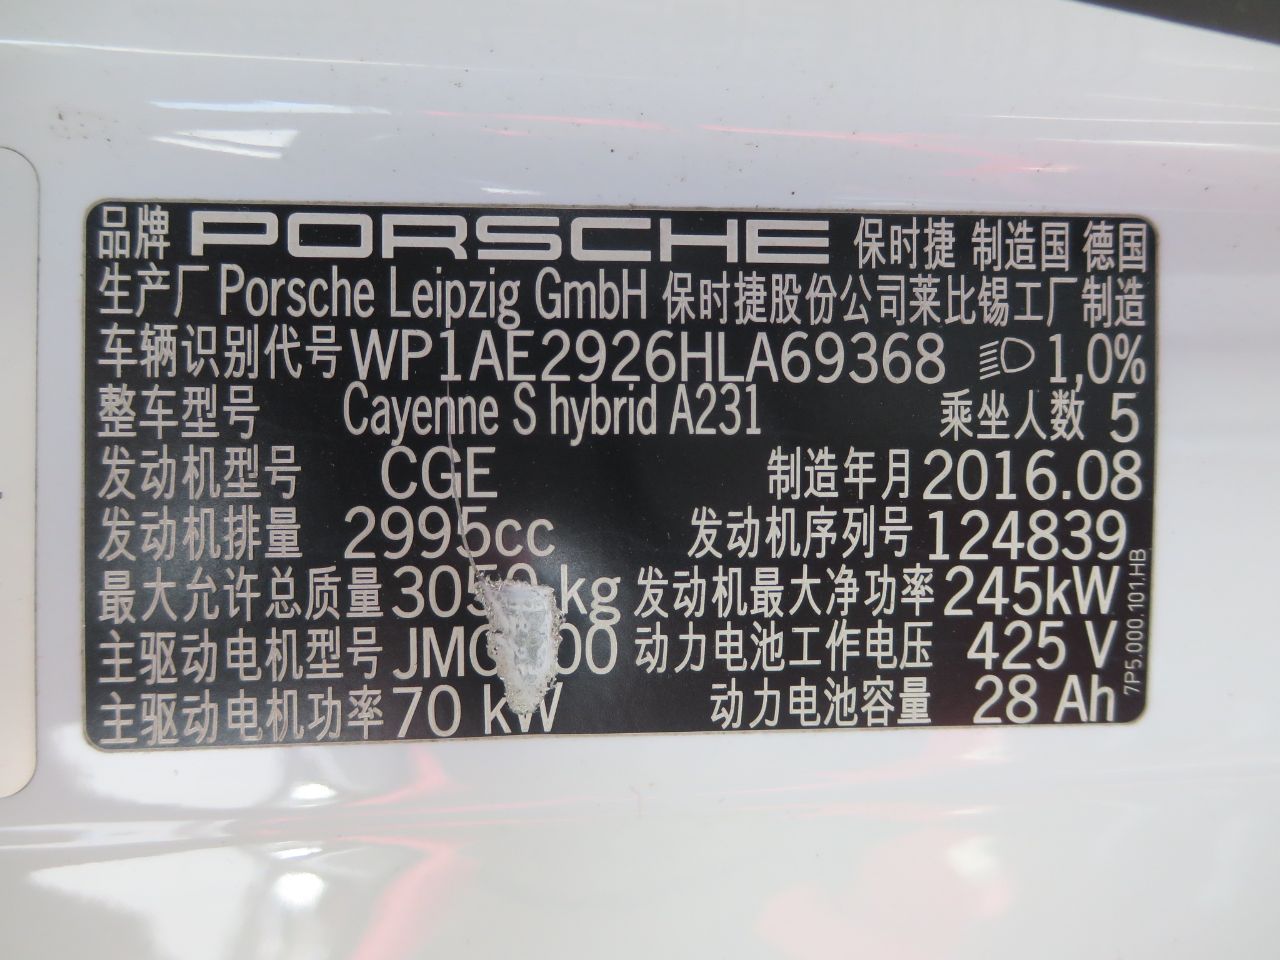 品牌 PORSCHE 保时捷 制造国 德国
生产厂 Porsche Leipzig GmbH 保时捷股份公司莱比锡工厂制造
车辆识别代号 WP1AE2926HLA69368 1,0%
整车型号 Cayenne S hybrid A231 乘坐人数 5
发动机型号 CGE 制造年月 2016.08
发动机排量 2995cc 发动机序列号 124839
最大允许总质量 3050 kg 发动机最大净功率 245kW
主驱动电机型号 动力电池工作电压 425 V
主驱动电机功率 70 kW 动力电池容量 28 Ah
7P5.000.101.HB